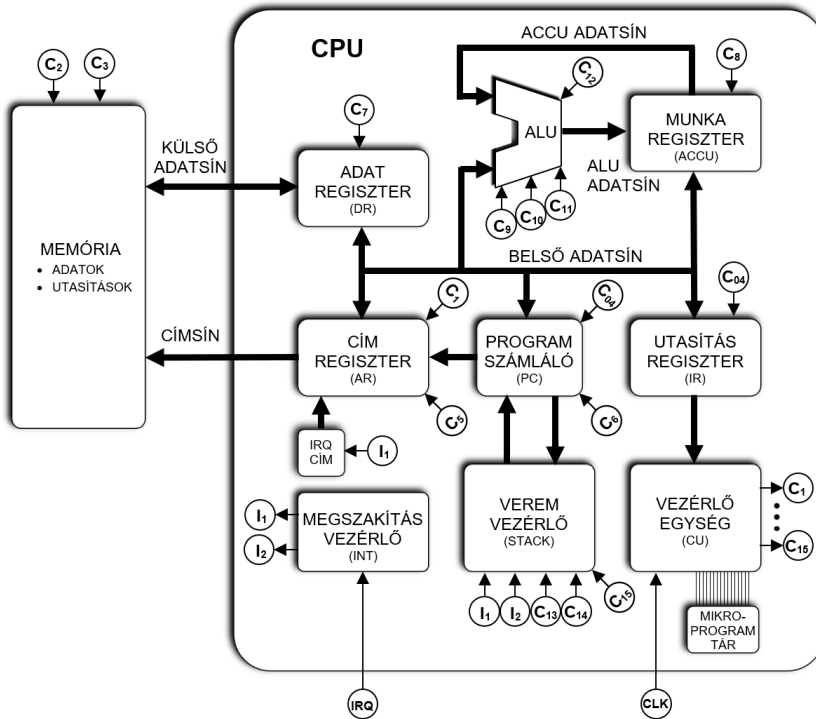 CPU
ACCU ADATSÍN
C₂
C₃
C₇
C₁₂
C₈
KÜLSŐ
ADATSÍN
ADAT
REGISZTER
(DR)
ALU
MUNKA
REGISZTER
(ACCU)
ALU
ADATSÍN
C₉
C₁₀
C₁₁
MEMÓRIA
• ADATOK
• UTASÍTÁSOK
BELSŐ ADATSÍN
C₁
C₀₄
C₀₄
CÍMSÍN
CÍM
REGISZTER
(AR)
PROGRAM
SZÁMLÁLÓ
(PC)
UTASÍTÁS
REGISZTER
(IR)
C₅
C₆
IRQ
CÍM
I₁
I₁
I₂
MEGSZAKÍTÁS
VEZÉRLŐ
(INT)
VEREM
VEZÉRLŐ
(STACK)
VEZÉRLŐ
EGYSÉG
(CU)
C₁
C₁₅
I₁
I₂
C₁₃
C₁₄
C₁₅
MIKRO-
PROGRAM
TÁR
IRQ
CLK